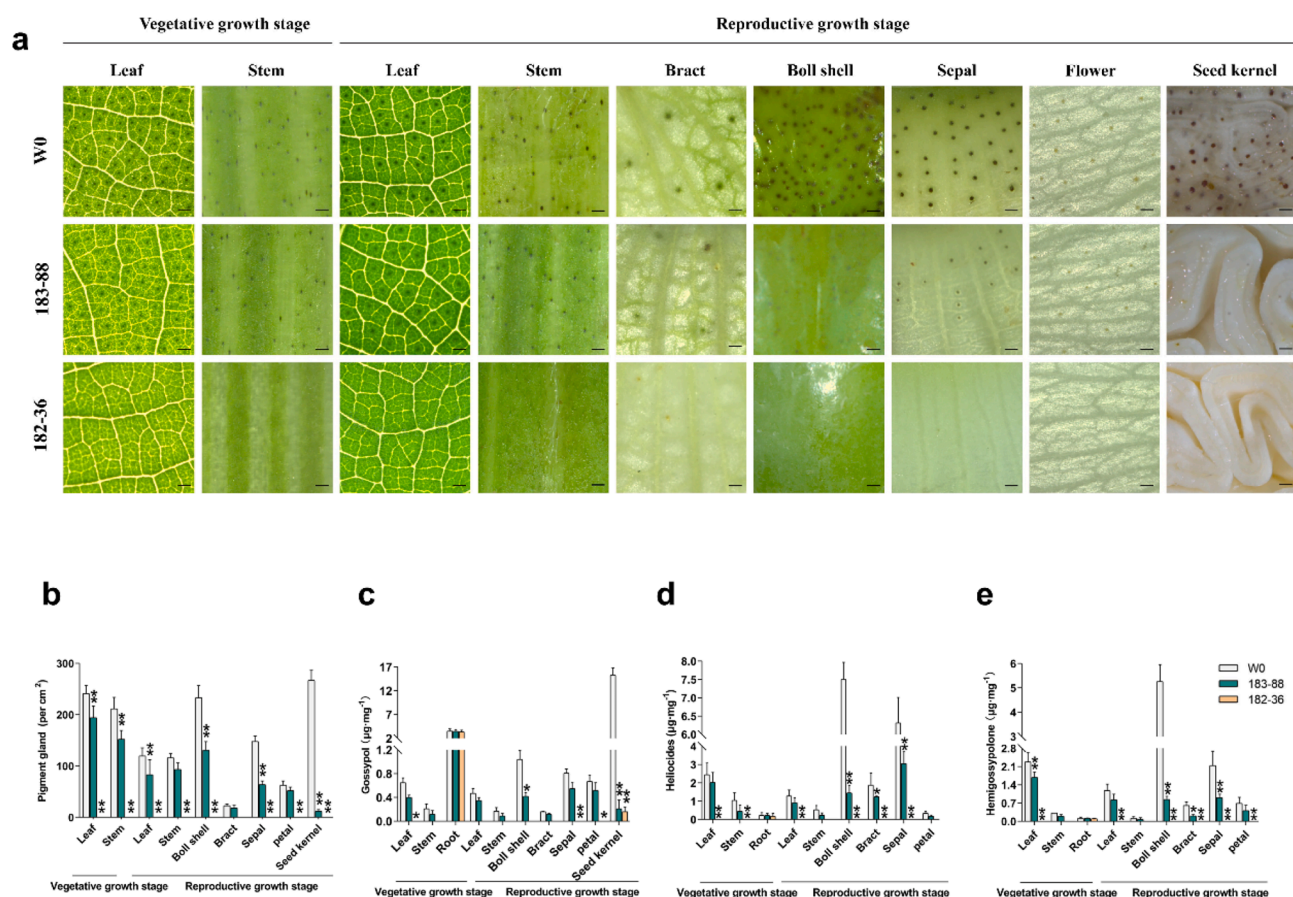 a
Vegetative growth stage Reproductive growth stage
Leaf Stem Leaf Stem Bract Boll shell Sepal Flower Seed kernel
W0
183-88
182-36
b
Pigment gland (per cm²)
300
200
100
0
** ** ** ** ** ** ** ** ** ** ** ** **
Leaf Stem Leaf Stem Boll shell Bract Sepal petal Seed kernel
Vegetative growth stage Reproductive growth stage
c
Gossypol (µg·mg⁻¹)
17
12
7
2
1.2
0.8
0.4
0.0
* * ** * ** **
Leaf Stem Root Leaf Stem Boll shell Bract Sepal petal Seed kernel
Vegetative growth stage Reproductive growth stage
d
Heliocides (µg·mg⁻¹)
8.0
7.5
7.0
6.5
6.0
4
3
2
1
0
Leaf Stem Root Leaf Stem Boll shell Bract Sepal petal
Vegetative growth stage Reproductive growth stage
e
Hemigossypolone (µg·mg⁻¹)
6
5
4
3
2.8
2.1
1.4
0.7
0.0
Leaf Stem Root Leaf Stem Boll shell Bract Sepal petal
Vegetative growth stage Reproductive growth stage
W0
183-88
182-36